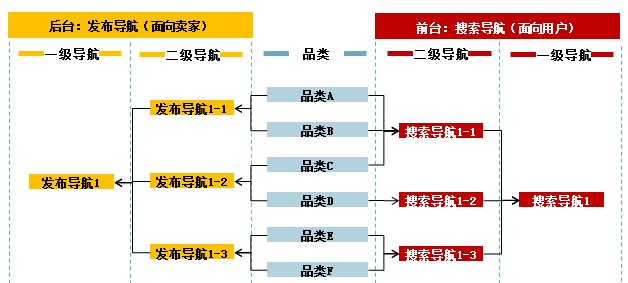 后台：发布导航（面向卖家）
前台：搜索导航（面向用户）
一级导航
二级导航
品类
二级导航
一级导航
品类A
发布导航1-1
品类B
搜索导航1-1
品类C
发布导航1
发布导航1-2
品类D
搜索导航1-2
搜索导航1
品类E
发布导航1-3
搜索导航1-3
品类F